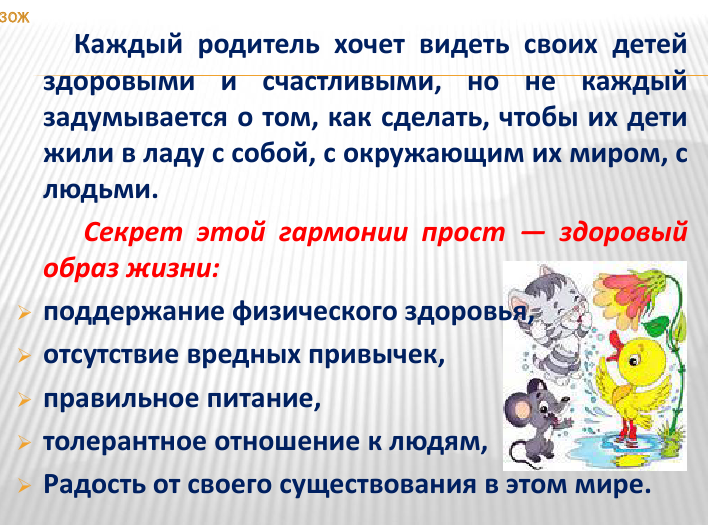 ЗОЖ
Каждый родитель хочет видеть своих детей
здоровыми и счастливыми, но не каждый
задумывается о том, как сделать, чтобы их дети
жили в ладу с собой, с окружающим их миром, с
людьми.
Секрет этой гармонии прост — здоровый
образ жизни:
поддержание физического здоровья,
отсутствие вредных привычек,
правильное питание,
толерантное отношение к людям,
Радость от своего существования в этом мире.